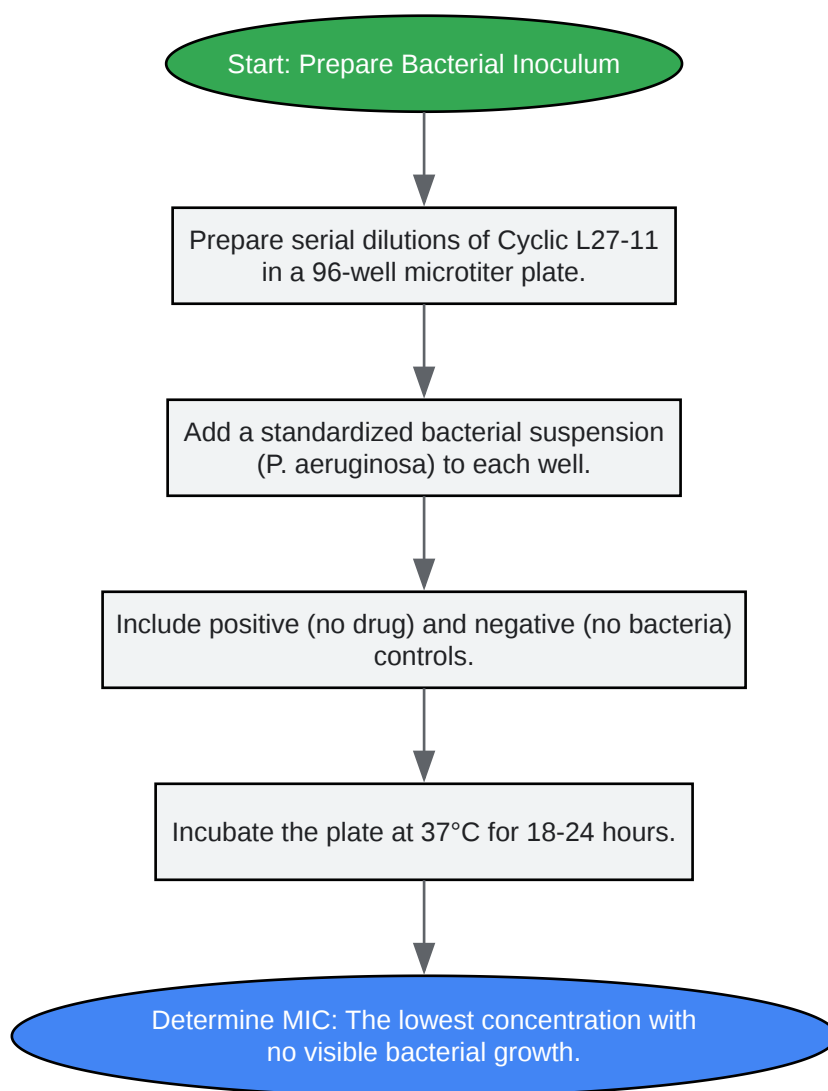 Start: Prepare Bacterial Inoculum
Prepare serial dilutions of Cyclic L27-11
in a 96-well microtiter plate.
Add a standardized bacterial suspension
(P. aeruginosa) to each well.
Include positive (no drug) and negative (no bacteria)
controls.
Incubate the plate at 37°C for 18-24 hours.
Determine MIC: The lowest concentration with
no visible bacterial growth.